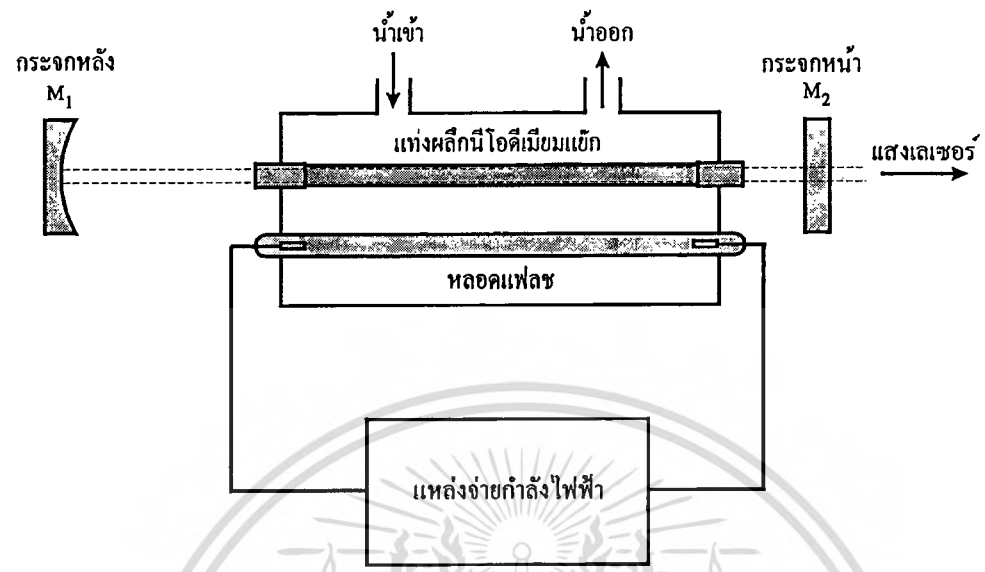 น้ำเข้า
น้ำออก
กระจกหลัง
M1
กระจกหน้า
M2
แท่งผลึกนีโอดีเมียมแย๊ก
แสงเลเซอร์
หลอดแฟลช
แหล่งจ่ายกำลังไฟฟ้า